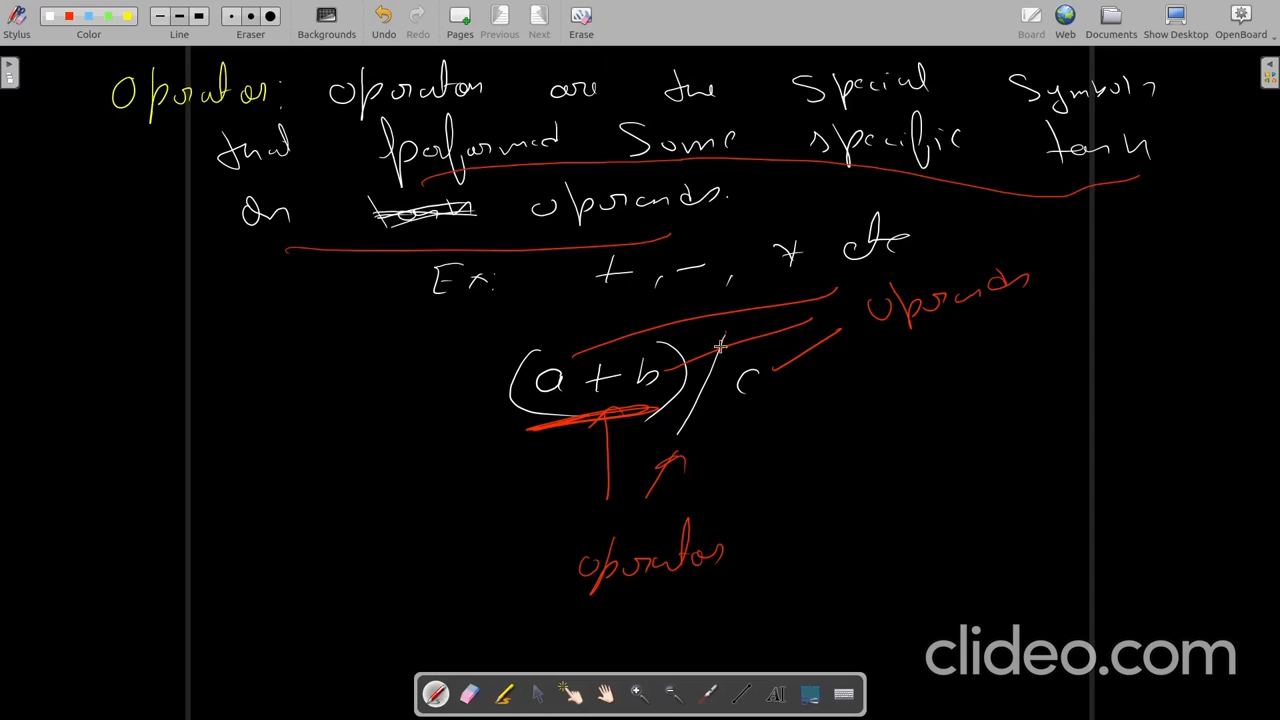 Stylus Color Line Eraser Backgrounds Undo Redo Pages Previous Next Erase Board Web Documents Show Desktop OpenBoard
Operator: operator are the special symbols
that performed some specific task
on operands.
Ex: +, -, * etc
operands
(a + b) / c
operator
clideo.com
AI